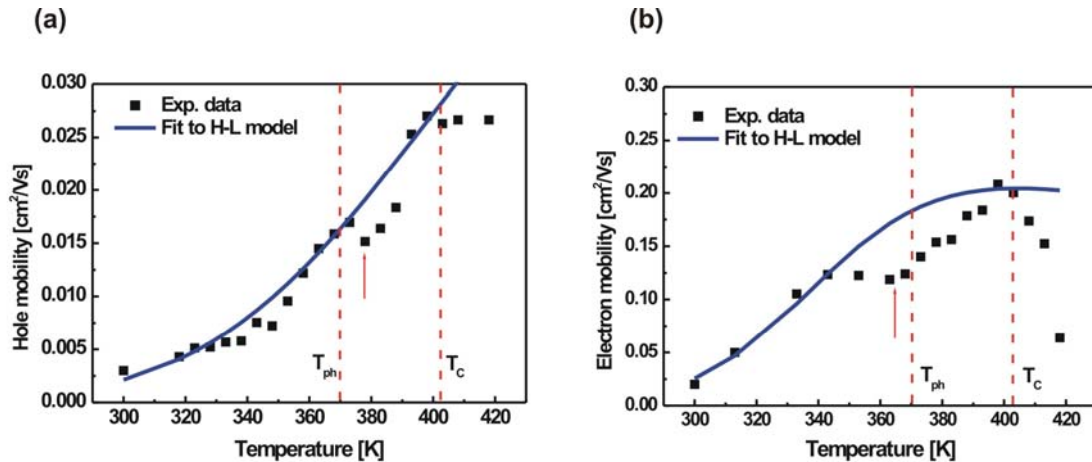 (a)
0.030
0.025
0.020
0.015
0.010
0.005
0.000
Hole mobility [cm²/Vs]
Exp. data
Fit to H-L model
T_ph
T_C
300 320 340 360 380 400 420
Temperature [K]
(b)
0.30
0.25
0.20
0.15
0.10
0.05
0.00
Electron mobility [cm²/Vs]
Exp. data
Fit to H-L model
T_ph
T_C
300 320 340 360 380 400 420
Temperature [K]